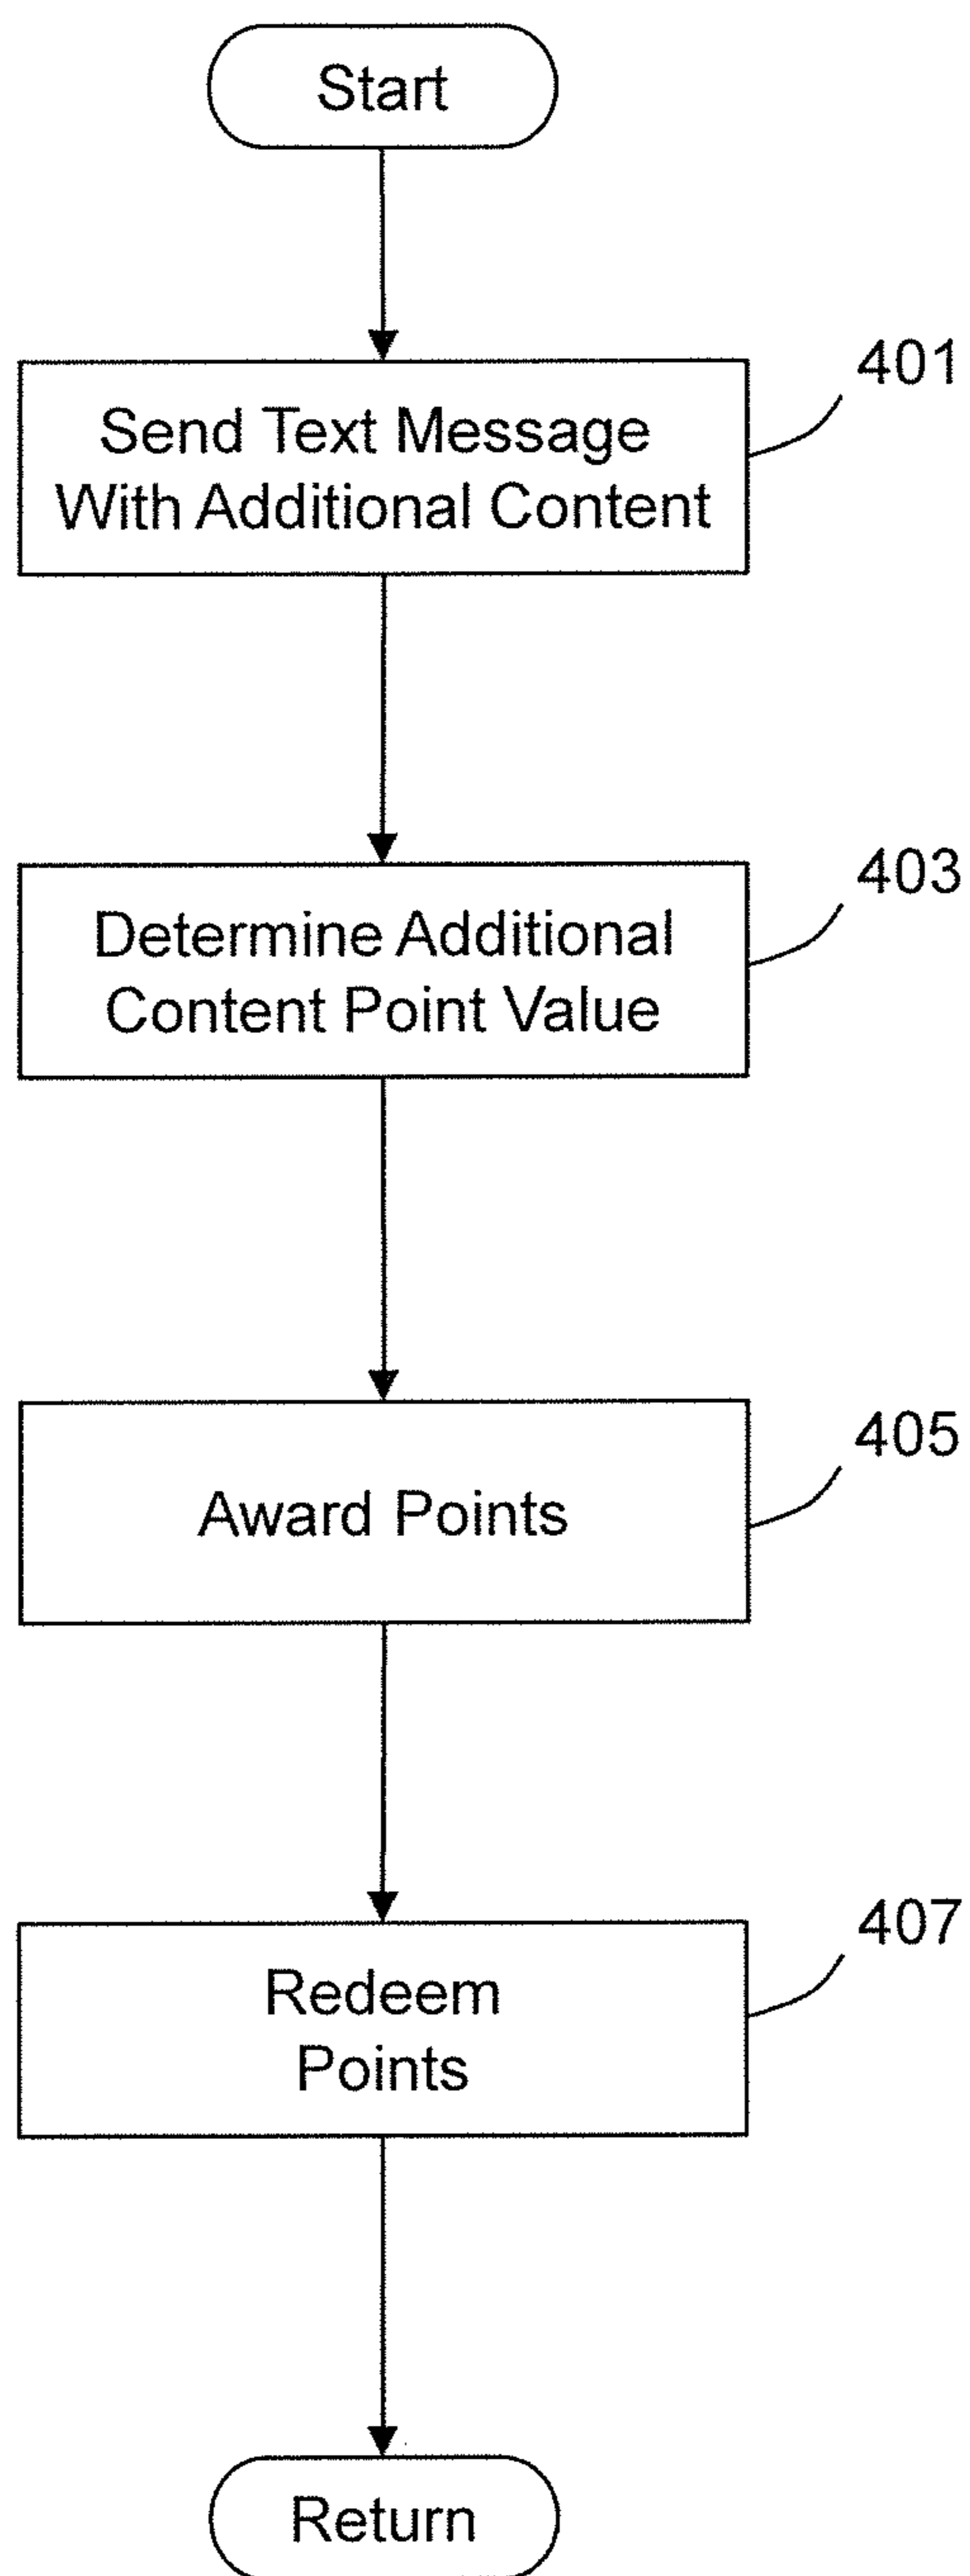 Start
401
Send Text Message
With Additional Content
403
Determine Additional
Content Point Value
405
Award Points
407
Redeem
Points
Return